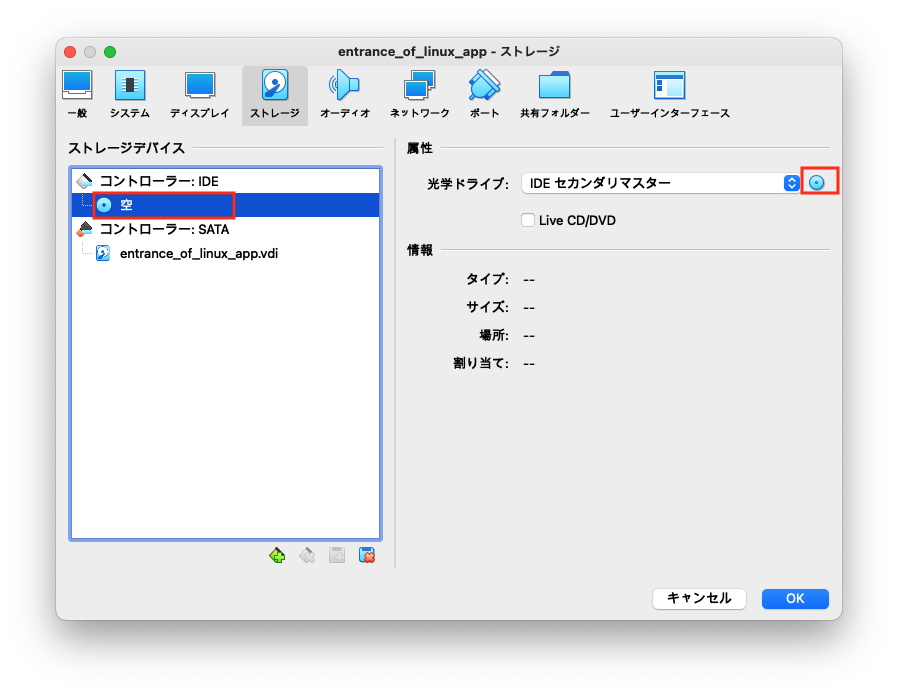 entrance_of_linux_app - ストレージ
一般 システム ディスプレイ ストレージ オーディオ ネットワーク ポート 共有フォルダー ユーザーインターフェース
ストレージデバイス
コントローラー: IDE
空
コントローラー: SATA
entrance_of_linux_app.vdi
属性
光学ドライブ: IDE セカンダリマスター
Live CD/DVD
情報
タイプ: --
サイズ: --
場所: --
割り当て: --
キャンセル OK